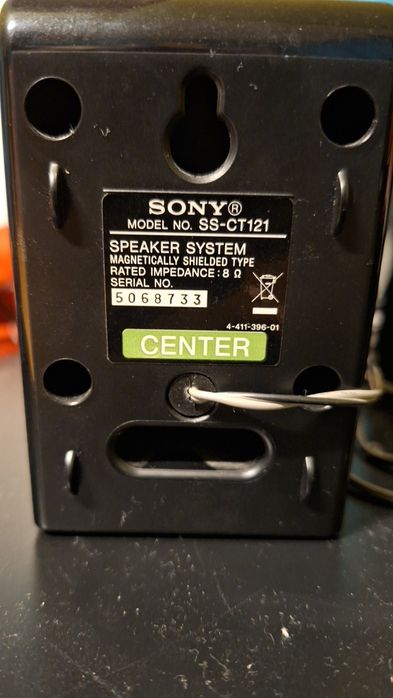 SONY®
MODEL NO. SS-CT121
SPEAKER SYSTEM
MAGNETICALLY SHIELDED TYPE
RATED IMPEDANCE : 8 Ω
SERIAL NO.
5068733
4-411-396-01
CENTER